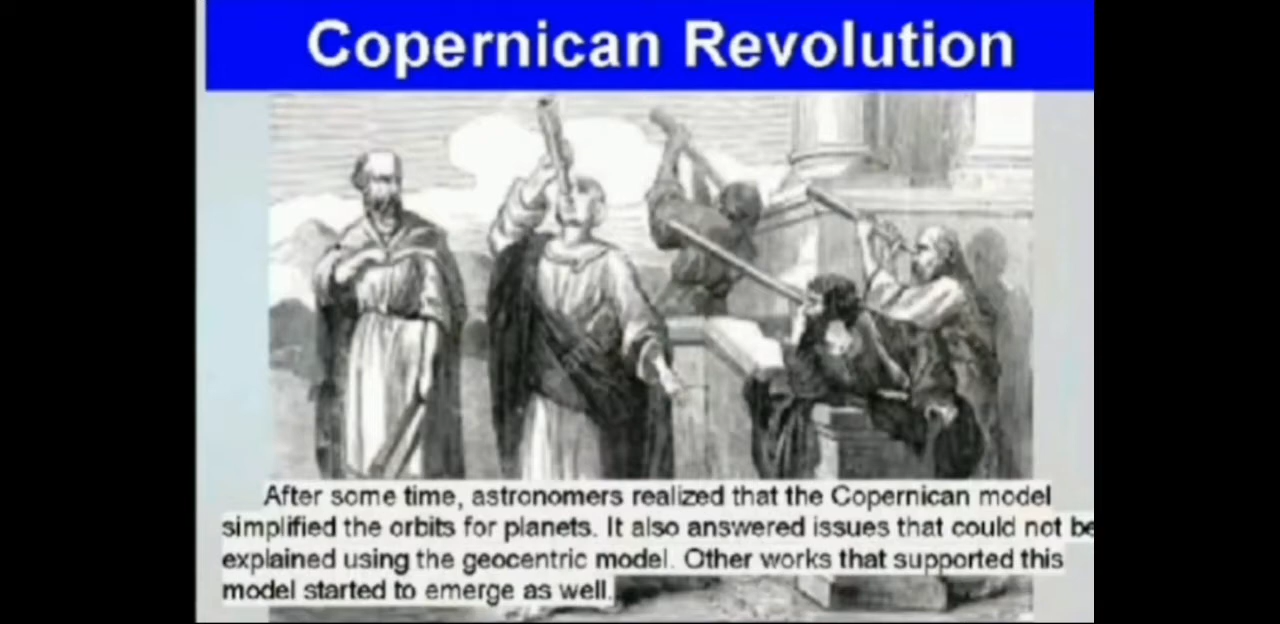 Copernican Revolution
After some time, astronomers realized that the Copernican model
simplified the orbits for planets. It also answered issues that could not be
explained using the geocentric model. Other works that supported this
model started to emerge as well.